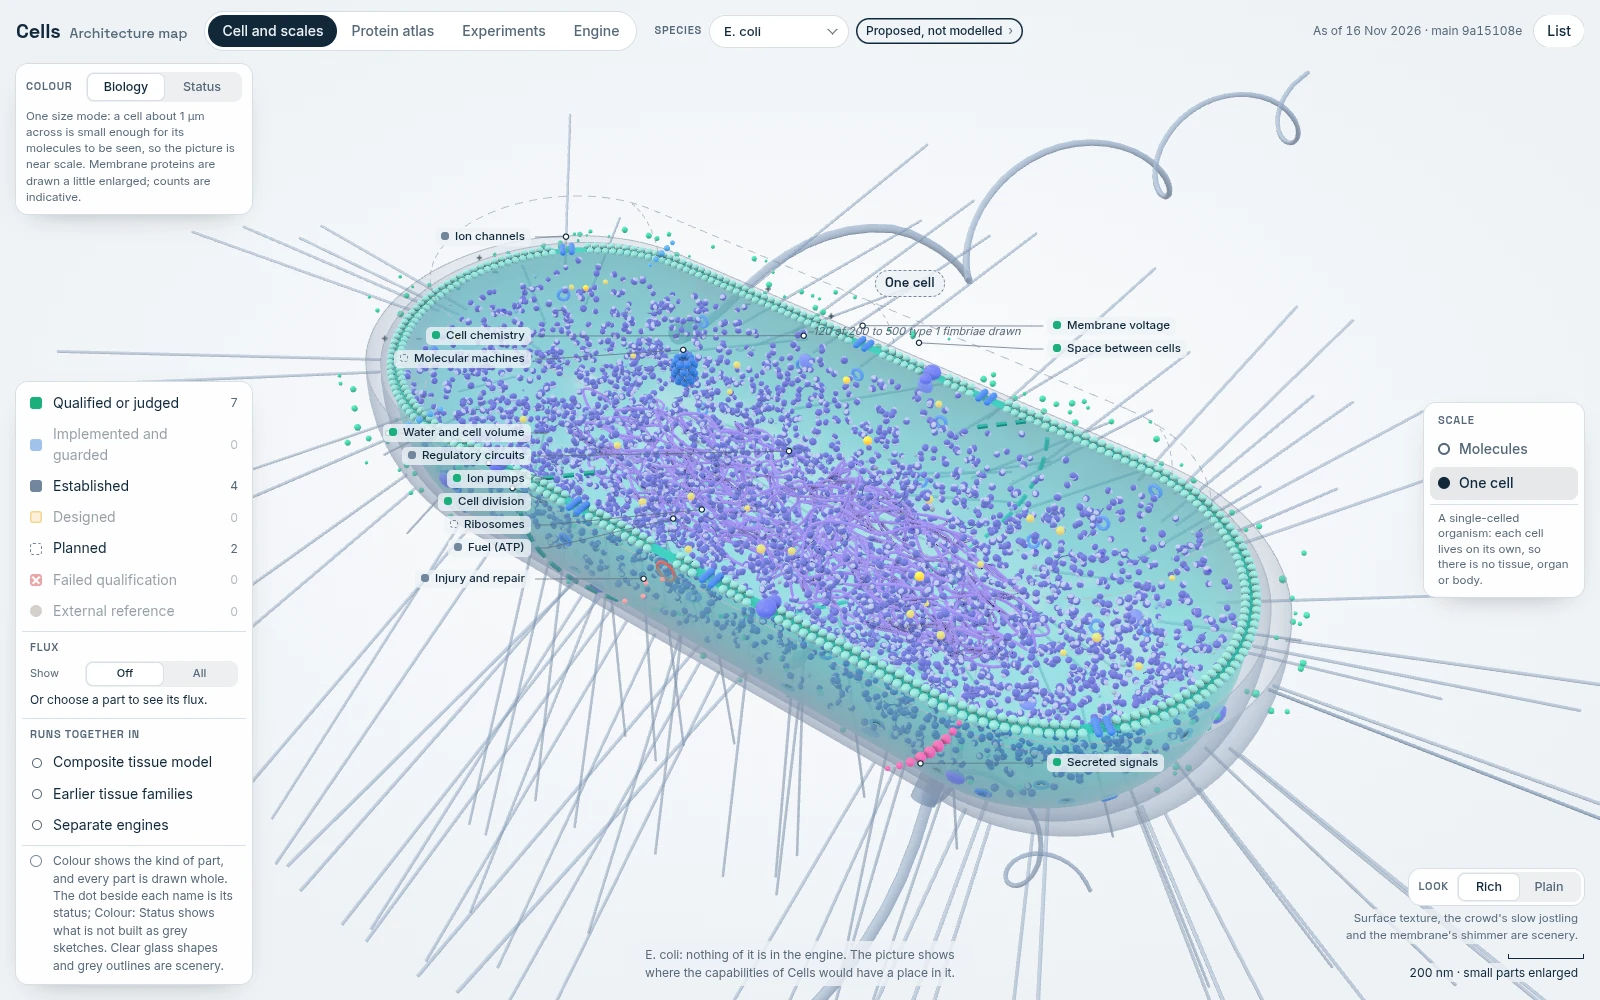 Cells Architecture map
Cell and scales
Protein atlas
Experiments
Engine
SPECIES
E. coli
Proposed, not modelled ›
As of 16 Nov 2026 · main 9a15108e
List
COLOUR
Biology
Status
One size mode: a cell about 1 µm
across is small enough for its
molecules to be seen, so the picture is
near scale. Membrane proteins are
drawn a little enlarged; counts are
indicative.
Ion channels
One cell
Cell chemistry
120 of 200 to 500 type 1 fimbriae drawn
Membrane voltage
Molecular machines
Space between cells
Water and cell volume
Regulatory circuits
Ion pumps
Cell division
Ribosomes
Fuel (ATP)
Injury and repair
Secreted signals
Qualified or judged 7
Implemented and
guarded 0
Established 4
Designed 0
Planned 2
Failed qualification 0
External reference 0
FLUX
Show
Off
All
Or choose a part to see its flux.
RUNS TOGETHER IN
Composite tissue model
Earlier tissue families
Separate engines
Colour shows the kind of part,
and every part is drawn whole.
The dot beside each name is its
status; Colour: Status shows
what is not built as grey
sketches. Clear glass shapes
and grey outlines are scenery.
SCALE
Molecules
One cell
A single-celled
organism: each cell
lives on its own, so
there is no tissue, organ
or body.
LOOK
Rich
Plain
Surface texture, the crowd's slow jostling
and the membrane's shimmer are scenery.
200 nm · small parts enlarged
E. coli: nothing of it is in the engine. The picture shows
where the capabilities of Cells would have a place in it.